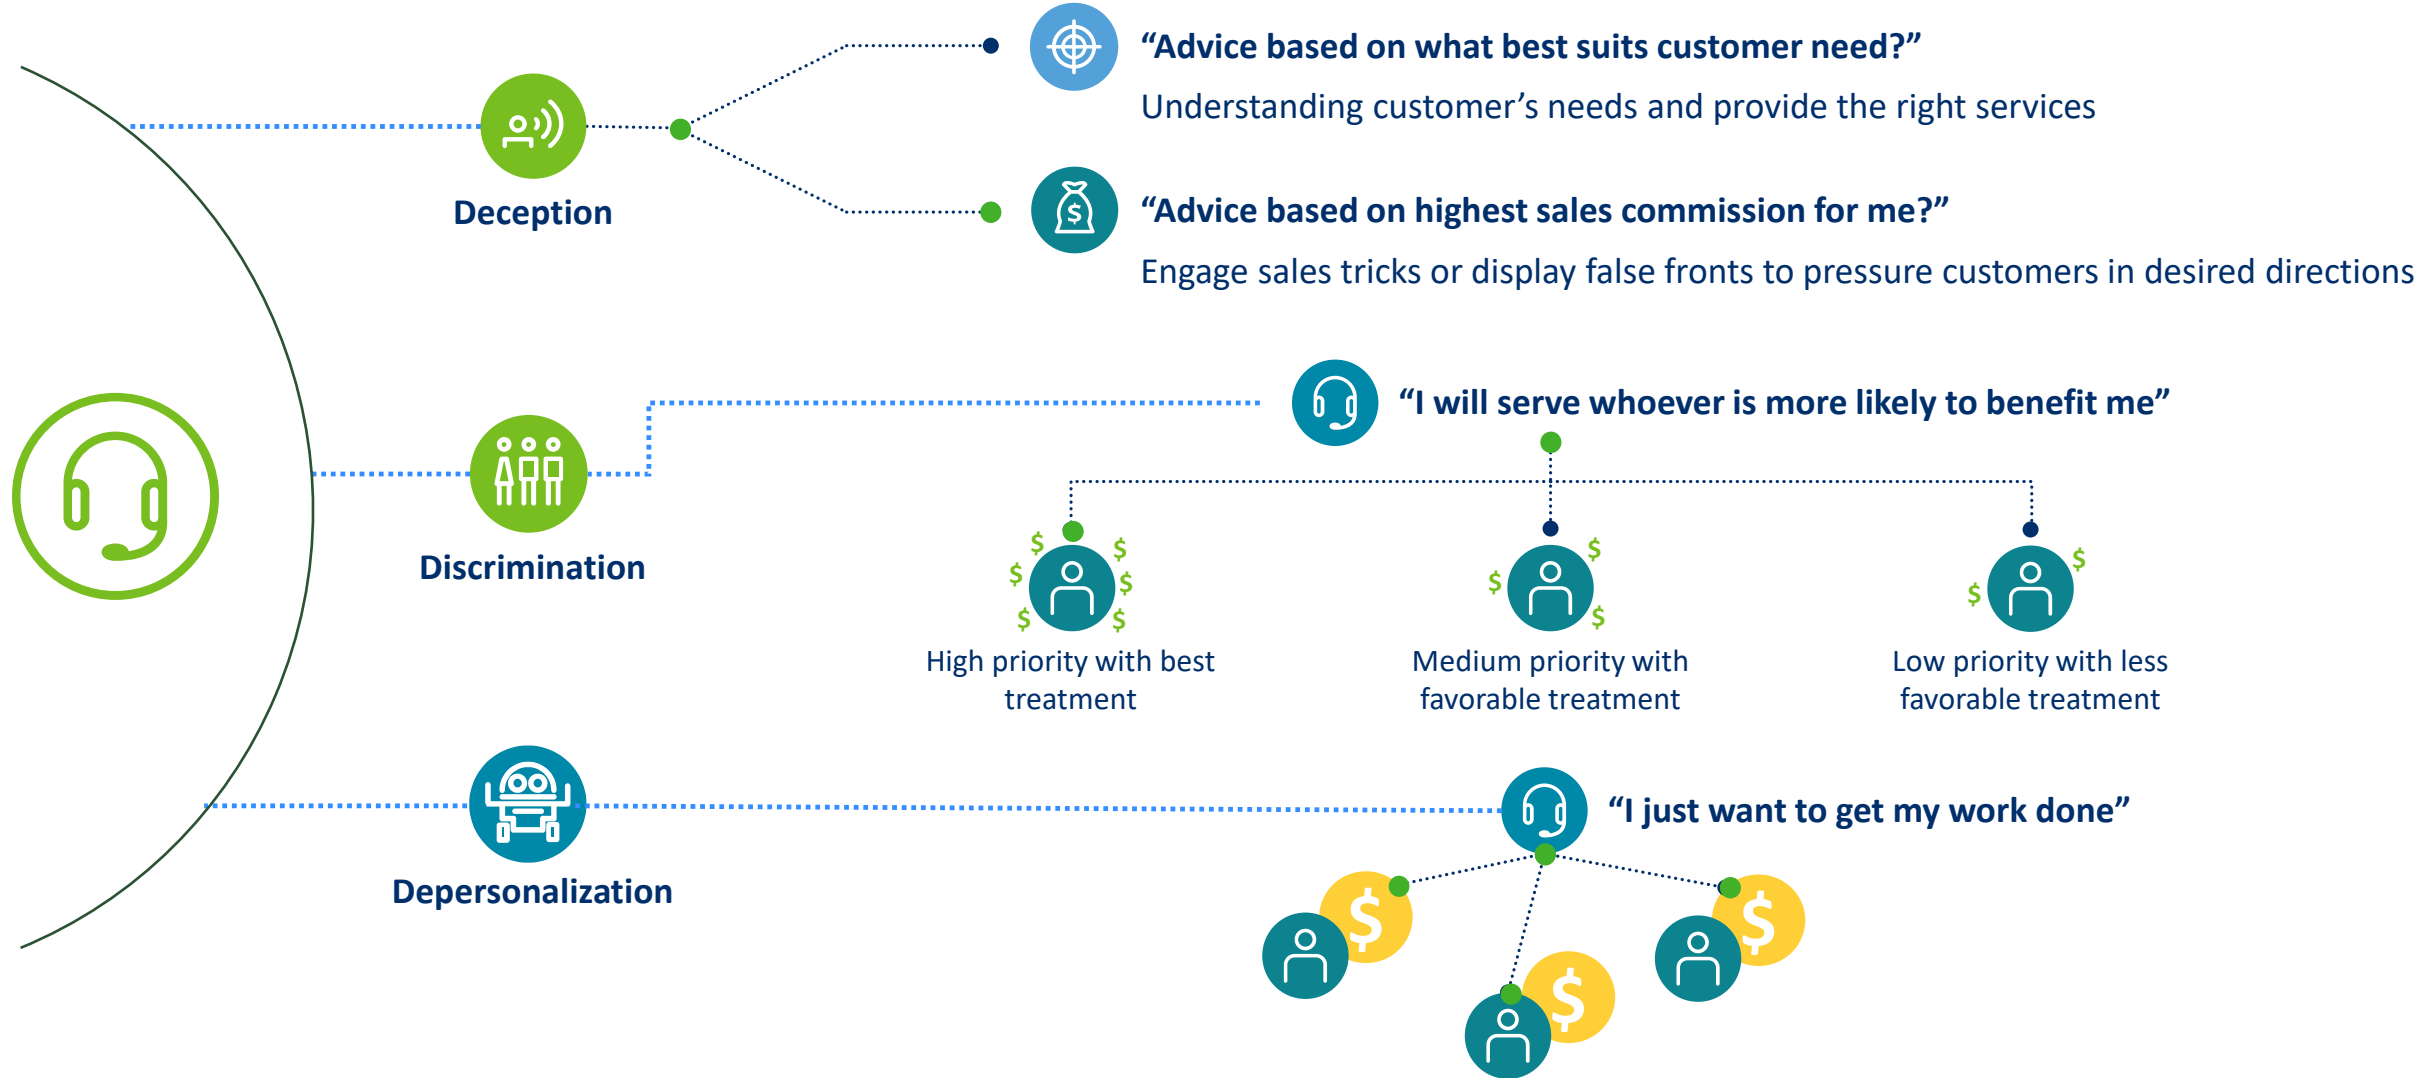 “Advice based on what best suits customer need?”
Understanding customer’s needs and provide the right services
Deception
“Advice based on highest sales commission for me?”
Engage sales tricks or display false fronts to pressure customers in desired directions
“I will serve whoever is more likely to benefit me”
Discrimination
$ $ $ $ $ $
$ $ $
$ $
High priority with best
treatment
Medium priority with
favorable treatment
Low priority with less
favorable treatment
“I just want to get my work done”
Depersonalization
$
$
$